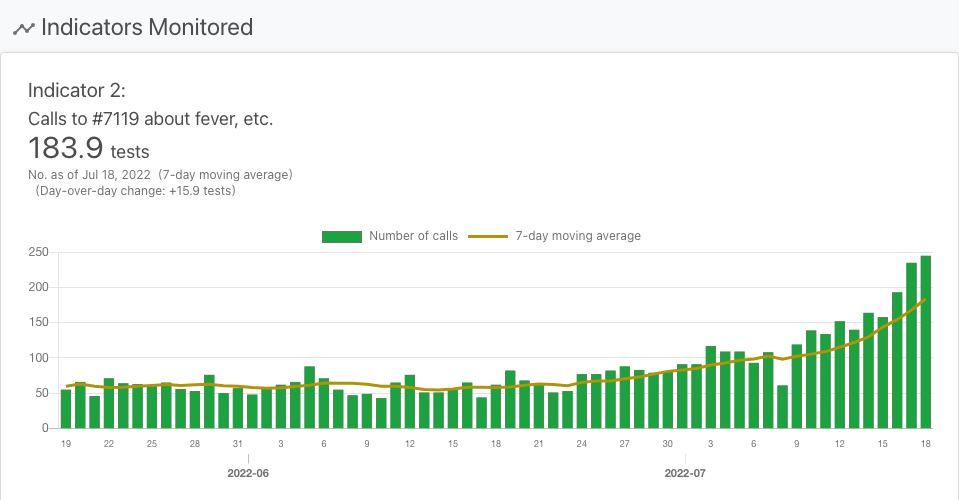 Indicators Monitored
Indicator 2:
Calls to #7119 about fever, etc.
183.9 tests
No. as of Jul 18, 2022 (7-day moving average)
(Day-over-day change: +15.9 tests)
Number of calls 7-day moving average
250
200
150
100
50
0
19 22 25 28 31 3 6 9 12 15 18 21 24 27 30 3 6 9 12 15 18
2022-06 2022-07